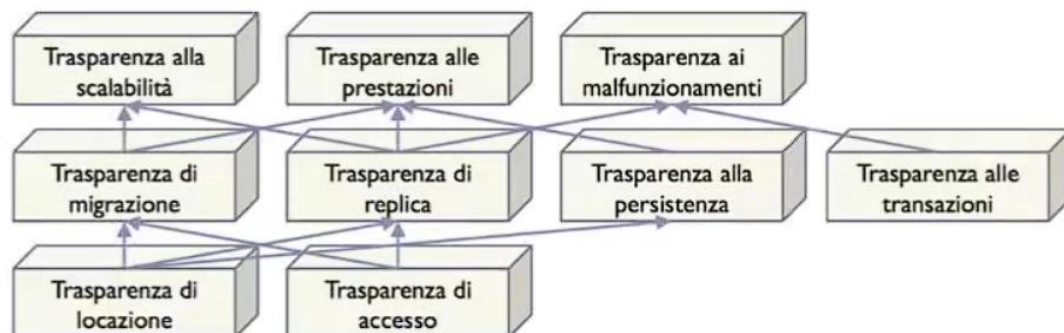 Trasparenza alla
scalabilità
Trasparenza alle
prestazioni
Trasparenza ai
malfunzionamenti
Trasparenza di
migrazione
Trasparenza di
replica
Trasparenza alla
persistenza
Trasparenza alle
transazioni
Trasparenza di
locazione
Trasparenza di
accesso